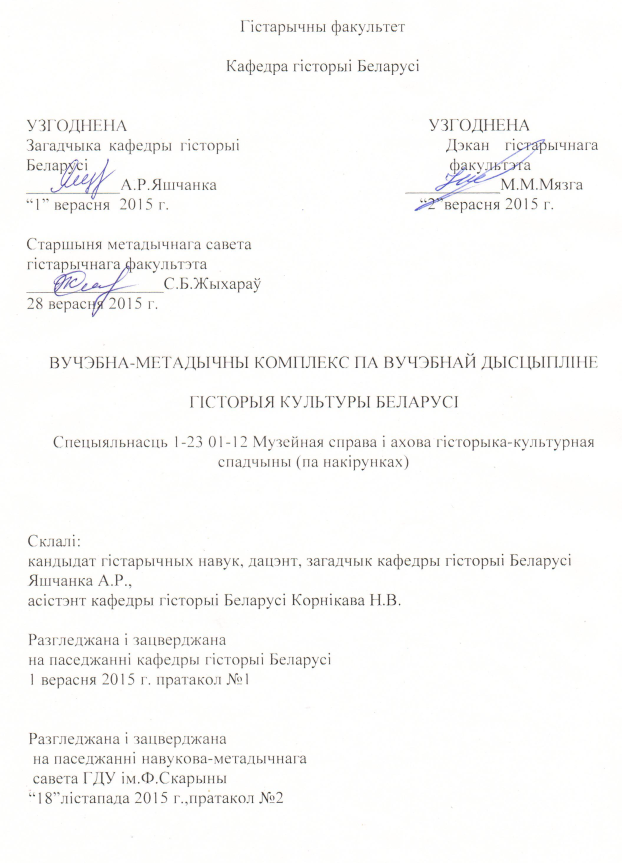 Гістарычны факультет
Кафедра гісторыі Беларусі
УЗГОДНЕНА
Загадчыка кафедры гісторыі
Беларусі
___________А.Р.Яшчанка
“1” верасня 2015 г.
УЗГОДНЕНА
Дэкан гістарычнага
факультэта
___________М.М.Мязга
“2”верасня 2015 г.
Старшыня метадычнага савета
гістарычнага факультэта
________________С.Б.Жыхараў
28 верасня 2015 г.
ВУЧЭБНА-МЕТАДЫЧНЫ КОМПЛЕКС ПА ВУЧЭБНАЙ ДЫСЦЫПЛІНЕ
ГІСТОРЫЯ КУЛЬТУРЫ БЕЛАРУСІ
Спецыяльнасць 1-23 01-12 Музейная справа і ахова гісторыка-культурная
спадчыны (па накірунках)
Склалі:
кандыдат гістарычных навук, дацэнт, загадчык кафедры гісторыі Беларусі
Яшчанка А.Р.,
асістэнт кафедры гісторыі Беларусі Корнікава Н.В.
Разгледжана і зацверджана
на паседжанні кафедры гісторыі Беларусі
1 верасня 2015 г. пратакол №1
Разгледжана і зацверджана
на паседжанні навукова-метадычнага
савета ГДУ ім.Ф.Скарыны
“18”лістапада 2015 г.,пратакол №2